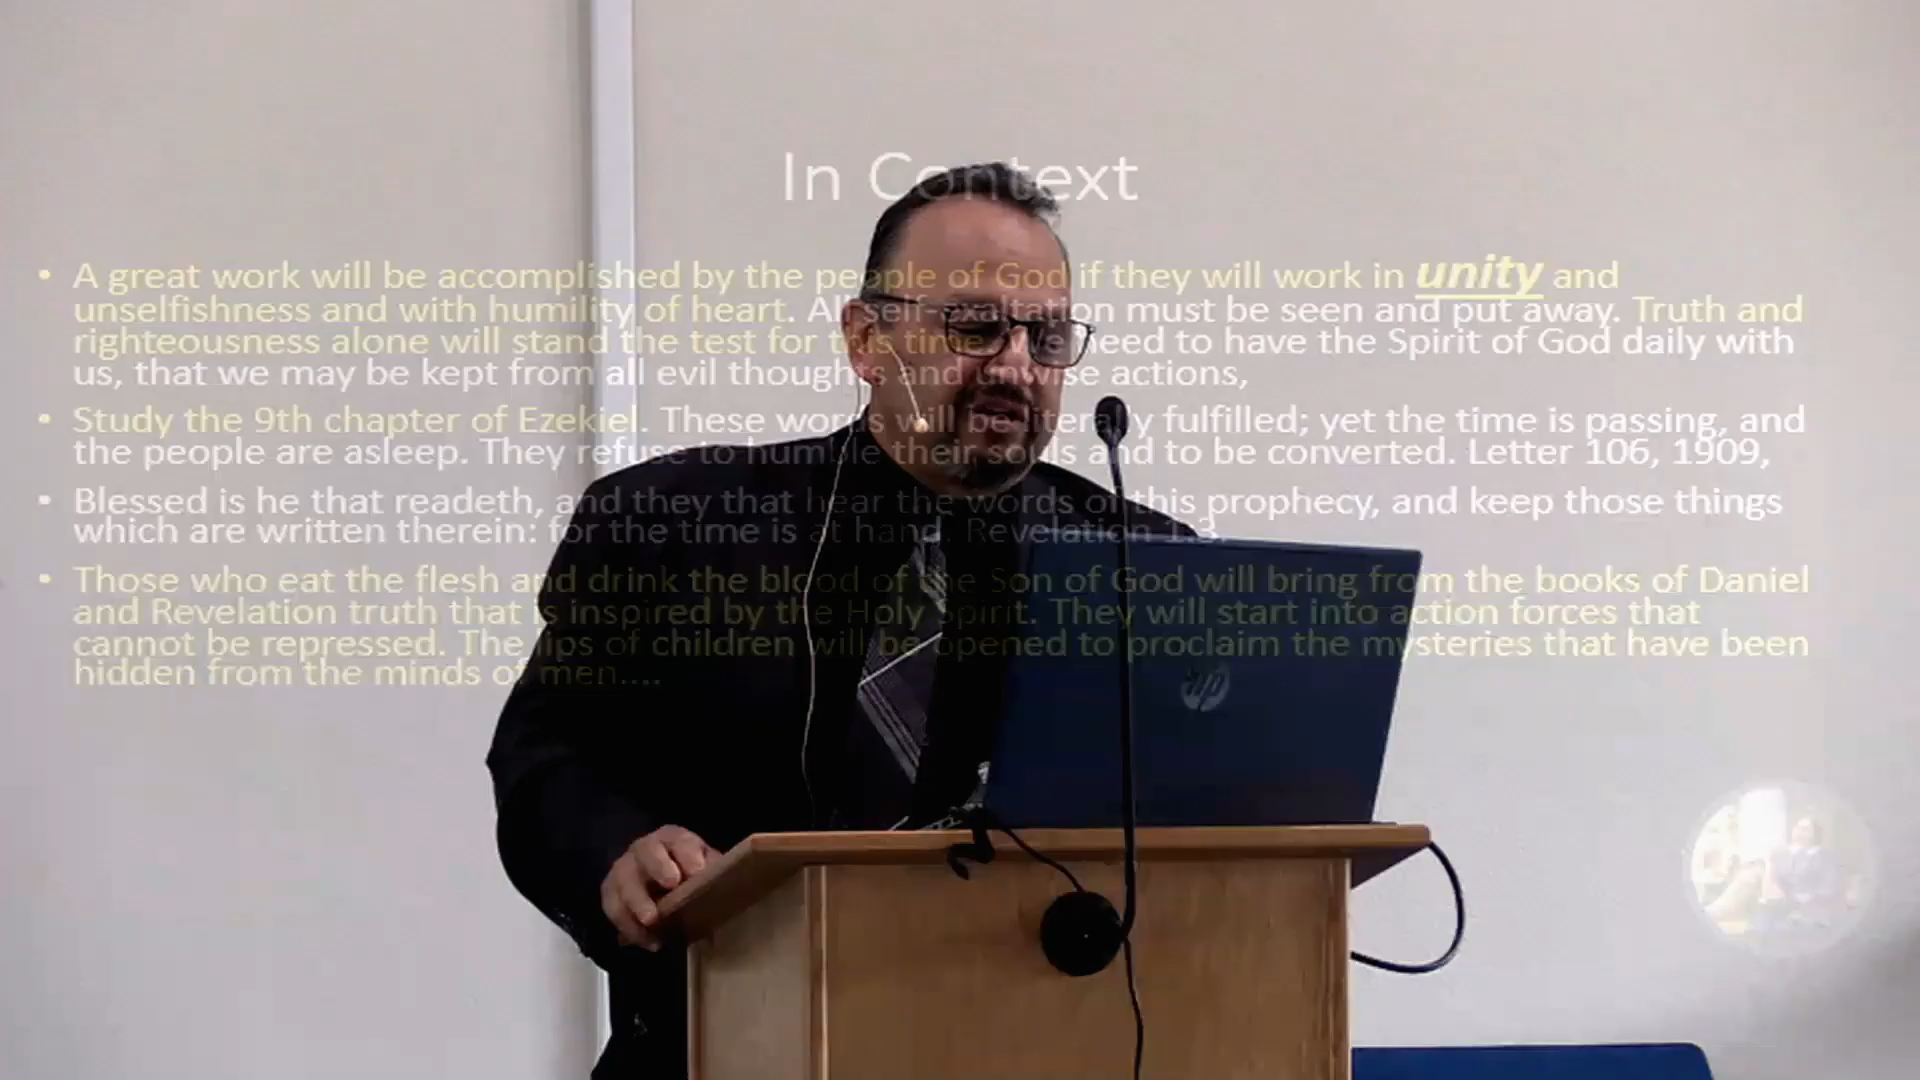 In Context
• A great work will be accomplished by the people of God if they will work in unity and
unselfishness and with humility of heart. All self-exaltation must be seen and put away. Truth and
righteousness alone will stand the test for this time. We need to have the Spirit of God daily with
us, that we may be kept from all evil thoughts and unwise actions,
• Study the 9th chapter of Ezekiel. These words will be literally fulfilled; yet the time is passing, and
the people are asleep. They refuse to humble their souls and to be converted. Letter 106, 1909,
• Blessed is he that readeth, and they that hear the words of this prophecy, and keep those things
which are written therein: for the time is at hand. Revelation 1:3.
• Those who eat the flesh and drink the blood of the Son of God will bring from the books of Daniel
and Revelation truth that is inspired by the Holy Spirit. They will start into action forces that
cannot be repressed. The lips of children will be opened to proclaim the mysteries that have been
hidden from the minds of men....
hp